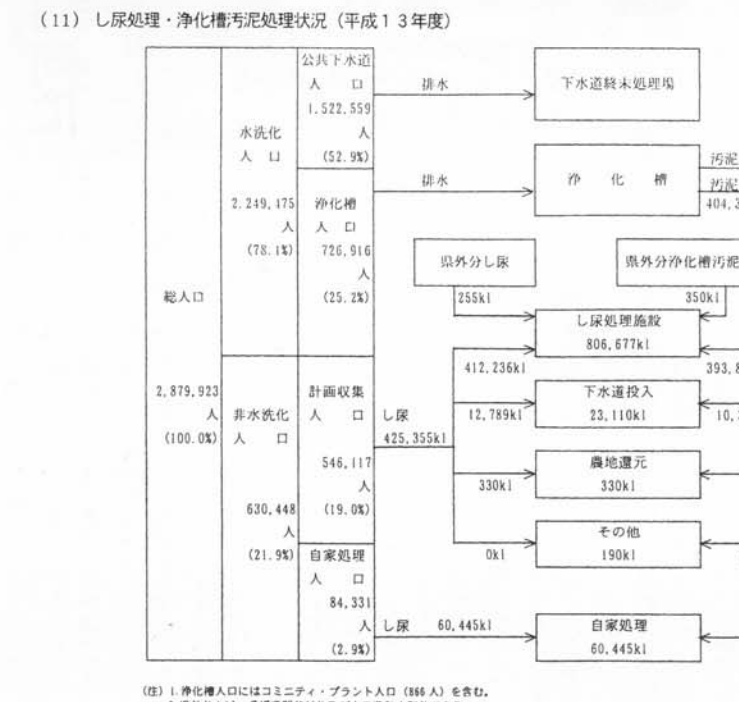 (11) し尿処理・浄化槽汚泥処理状況（平成１３年度）
総人口
2,879,923
人
(100.0%)
水洗化
人　口
2,249,475
人
(78.1%)
非水洗化
人　口
630,448
人
(21.9%)
公共下水道
人　口
1,522,559
人
(52.9%)
浄化槽
人　口
726,916
人
(25.2%)
計画収集
人　口
546,117
人
(19.0%)
自家処理
人　口
84,331
人
(2.9%)
排水
下水道終末処理場
排水
浄　化　槽
汚泥
汚泥
404,3
県外分し尿
県外分浄化槽汚泥
255kl
350kl
し尿処理施設
806,677kl
412,236kl
393,8
し尿
425,355kl
下水道投入
23,110kl
12,789kl
10,
農地還元
330kl
330kl
その他
190kl
0kl
し尿　60,445kl
自家処理
60,445kl
(注) 1.浄化槽人口にはコミニティ・プラント人口（866人）を含む。